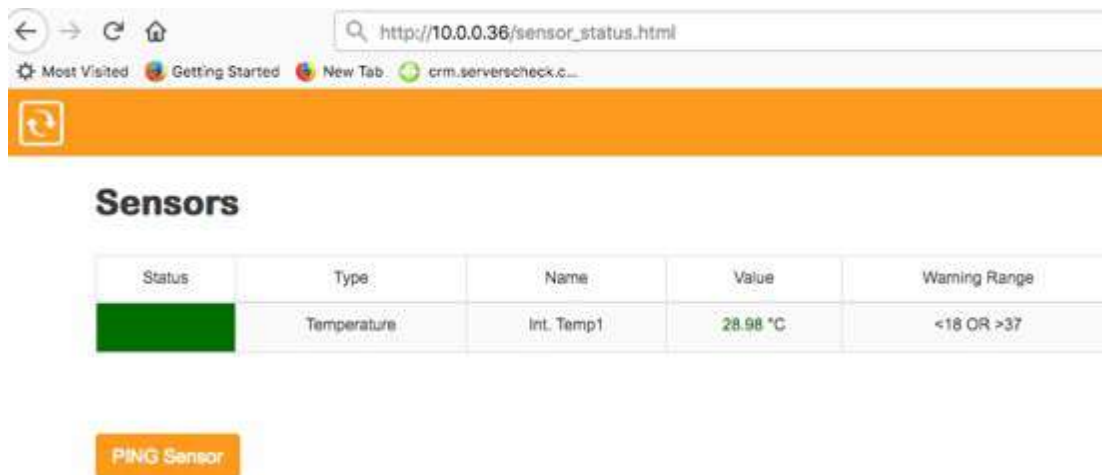 http://10.0.0.36/sensor_status.html
Most Visited Getting Started New Tab crm.serverscheck.c...
Sensors
Status Type Name Value Warning Range
Temperature Int. Temp1 28.98 °C <18 OR >37
PING Sensor